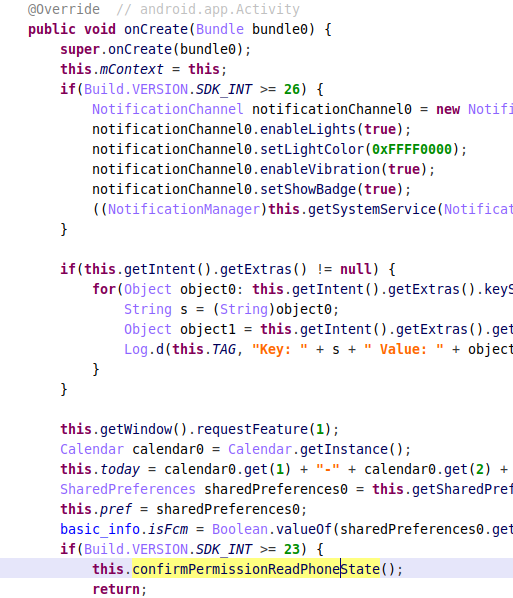 @Override  // android.app.Activity
public void onCreate(Bundle bundle0) {
    super.onCreate(bundle0);
    this.mContext = this;
    if(Build.VERSION.SDK_INT >= 26) {
        NotificationChannel notificationChannel0 = new Notifi
        notificationChannel0.enableLights(true);
        notificationChannel0.setLightColor(0xFFFF0000);
        notificationChannel0.enableVibration(true);
        notificationChannel0.setShowBadge(true);
        ((NotificationManager)this.getSystemService(Notificat
    }

    if(this.getIntent().getExtras() != null) {
        for(Object object0: this.getIntent().getExtras().keyS
            String s = (String)object0;
            Object object1 = this.getIntent().getExtras().get
            Log.d(this.TAG, "Key: " + s + " Value: " + object
        }
    }

    this.getWindow().requestFeature(1);
    Calendar calendar0 = Calendar.getInstance();
    this.today = calendar0.get(1) + "-" + calendar0.get(2) +
    SharedPreferences sharedPreferences0 = this.getSharedPref
    this.pref = sharedPreferences0;
    basic_info.isFcm = Boolean.valueOf(sharedPreferences0.get
    if(Build.VERSION.SDK_INT >= 23) {
        this.confirmPermissionReadPhoneState();
        return;